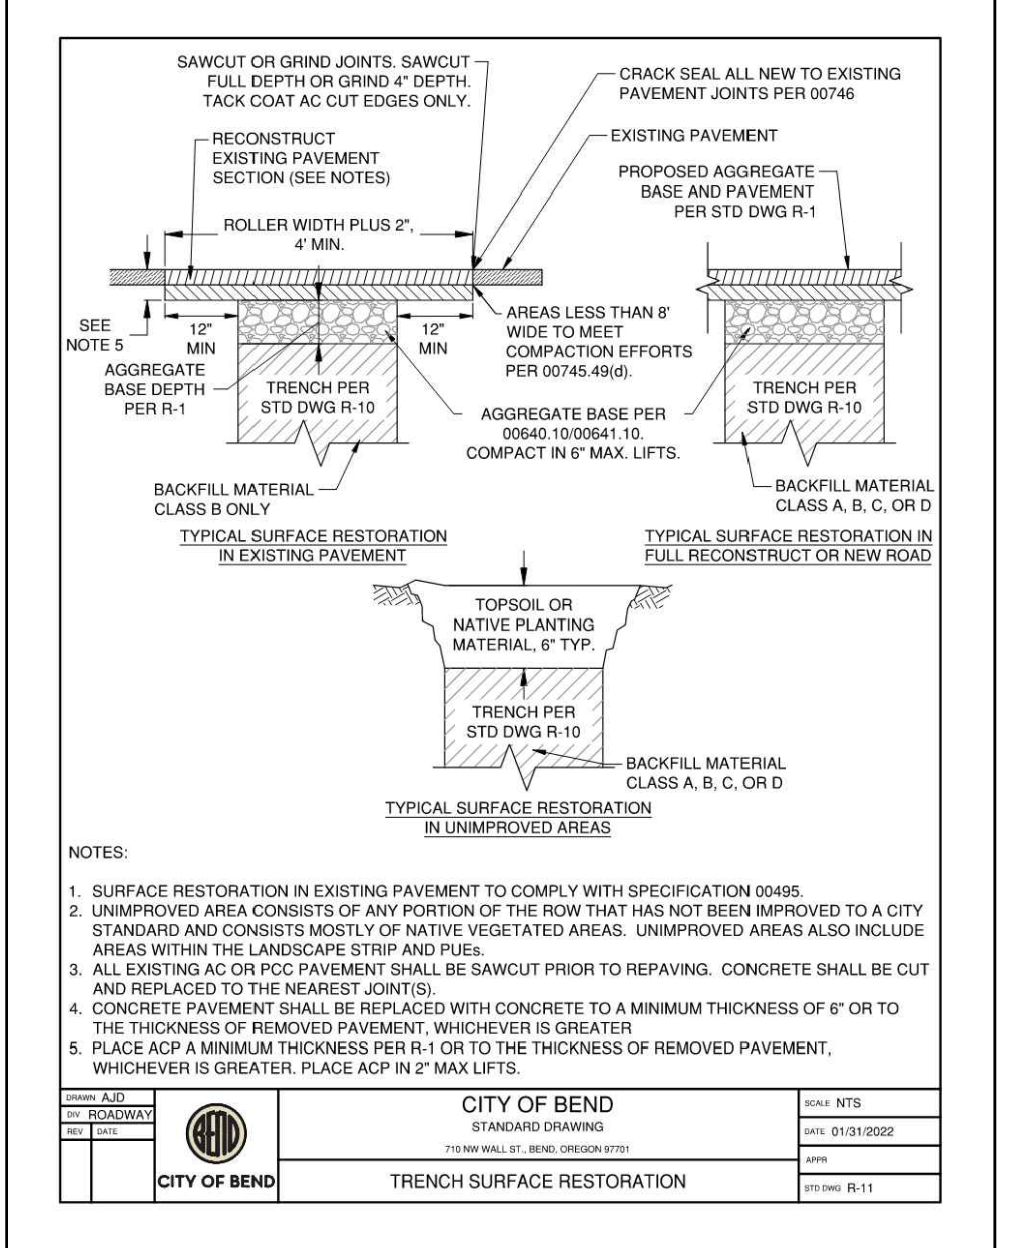 SAWCUT OR GRIND JOINTS. SAWCUT
FULL DEPTH OR GRIND 4" DEPTH.
TACK COAT AC CUT EDGES ONLY.
CRACK SEAL ALL NEW TO EXISTING
PAVEMENT JOINTS PER 00746
RECONSTRUCT
EXISTING PAVEMENT
SECTION (SEE NOTES)
EXISTING PAVEMENT
PROPOSED AGGREGATE
BASE AND PAVEMENT
PER STD DWG R-1
ROLLER WIDTH PLUS 2",
4' MIN.
SEE
NOTE 5
12"
MIN
12"
MIN
AREAS LESS THAN 8'
WIDE TO MEET
COMPACTION EFFORTS
PER 00745.49(d).
AGGREGATE
BASE DEPTH
PER R-1
TRENCH PER
STD DWG R-10
AGGREGATE BASE PER
00640.10/00641.10.
COMPACT IN 6" MAX. LIFTS.
TRENCH PER
STD DWG R-10
BACKFILL MATERIAL
CLASS B ONLY
BACKFILL MATERIAL
CLASS A, B, C, OR D
TYPICAL SURFACE RESTORATION
IN EXISTING PAVEMENT
TYPICAL SURFACE RESTORATION IN
FULL RECONSTRUCT OR NEW ROAD
TOPSOIL OR
NATIVE PLANTING
MATERIAL, 6" TYP.
TRENCH PER
STD DWG R-10
BACKFILL MATERIAL
CLASS A, B, C, OR D
TYPICAL SURFACE RESTORATION
IN UNIMPROVED AREAS
NOTES:
1. SURFACE RESTORATION IN EXISTING PAVEMENT TO COMPLY WITH SPECIFICATION 00495.
2. UNIMPROVED AREA CONSISTS OF ANY PORTION OF THE ROW THAT HAS NOT BEEN IMPROVED TO A CITY
STANDARD AND CONSISTS MOSTLY OF NATIVE VEGETATED AREAS. UNIMPROVED AREAS ALSO INCLUDE
AREAS WITHIN THE LANDSCAPE STRIP AND PUEs.
3. ALL EXISTING AC OR PCC PAVEMENT SHALL BE SAWCUT PRIOR TO REPAVING. CONCRETE SHALL BE CUT
AND REPLACED TO THE NEAREST JOINT(S).
4. CONCRETE PAVEMENT SHALL BE REPLACED WITH CONCRETE TO A MINIMUM THICKNESS OF 6" OR TO
THE THICKNESS OF REMOVED PAVEMENT, WHICHEVER IS GREATER
5. PLACE ACP A MINIMUM THICKNESS PER R-1 OR TO THE THICKNESS OF REMOVED PAVEMENT,
WHICHEVER IS GREATER. PLACE ACP IN 2" MAX LIFTS.
DRAWN AJD
DIV ROADWAY
REV DATE
BEND
CITY OF BEND
CITY OF BEND
STANDARD DRAWING
710 NW WALL ST., BEND, OREGON 97701
TRENCH SURFACE RESTORATION
SCALE NTS
DATE 01/31/2022
APPR
STD DWG R-11